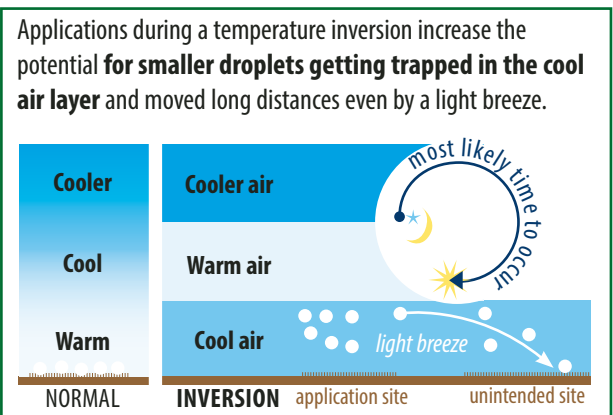 Applications during a temperature inversion increase the
potential for smaller droplets getting trapped in the cool
air layer and moved long distances even by a light breeze.
Cooler
Cool
Warm
NORMAL
Cooler air
Warm air
Cool air
INVERSION
most likely time to occur
light breeze
application site
unintended site